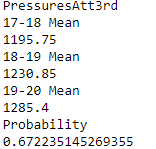 PressuresAtt3rd
17-18 Mean
1195.75
18-19 Mean
1230.85
19-20 Mean
1285.4
Probability
0.672235145269355